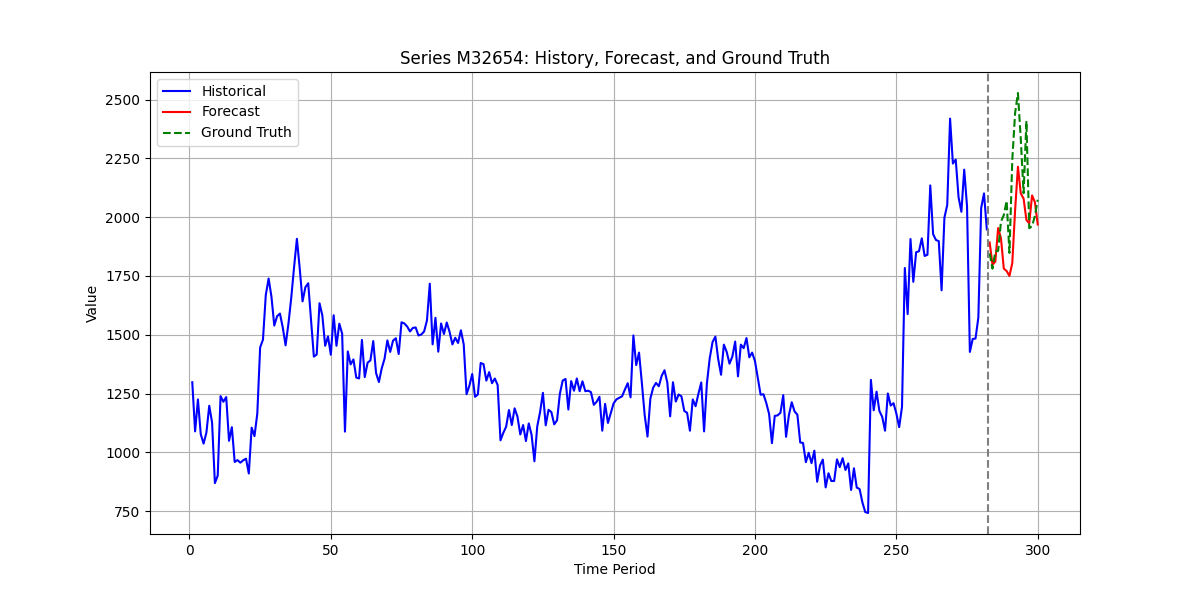 Series M32654: History, Forecast, and Ground Truth
Historical
Forecast
Ground Truth
2500
2250
2000
1750
1500
1250
1000
750
Value
0 50 100 150 200 250 300
Time Period